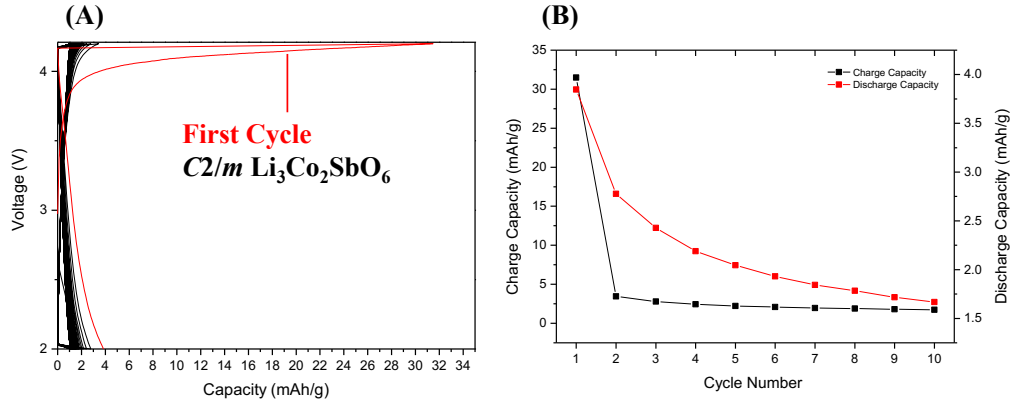 (A)
4
3
2
Voltage (V)
0 2 4 6 8 10 12 14 16 18 20 22 24 26 28 30 32 34
Capacity (mAh/g)
First Cycle
C2/m Li₃Co₂SbO₆
(B)
35
30
25
20
15
10
5
0
Charge Capacity (mAh/g)
Charge Capacity
Discharge Capacity
4.0
3.5
3.0
2.5
2.0
1.5
Discharge Capacity (mAh/g)
1 2 3 4 5 6 7 8 9 10
Cycle Number